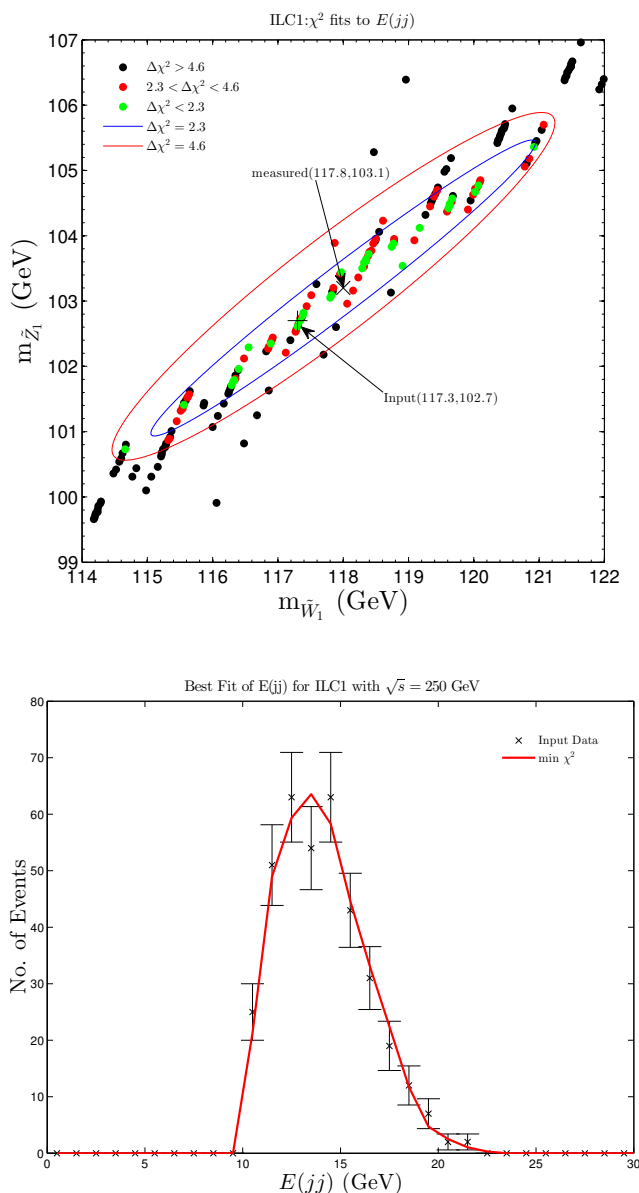 ILC1:χ² fits to E(jj)
107
106
105
104
103
102
101
100
99
m_Z̃₁ (GeV)
Δχ² > 4.6
2.3 < Δχ² < 4.6
Δχ² < 2.3
Δχ² = 2.3
Δχ² = 4.6
measured(117.8,103.1)
Input(117.3,102.7)
114 115 116 117 118 119 120 121 122
m_W̃₁ (GeV)
Best Fit of E(jj) for ILC1 with √s = 250 GeV
80
70
60
50
40
30
20
10
0
No. of Events
Input Data
min χ²
0 5 10 15 20 25 30
E(jj) (GeV)